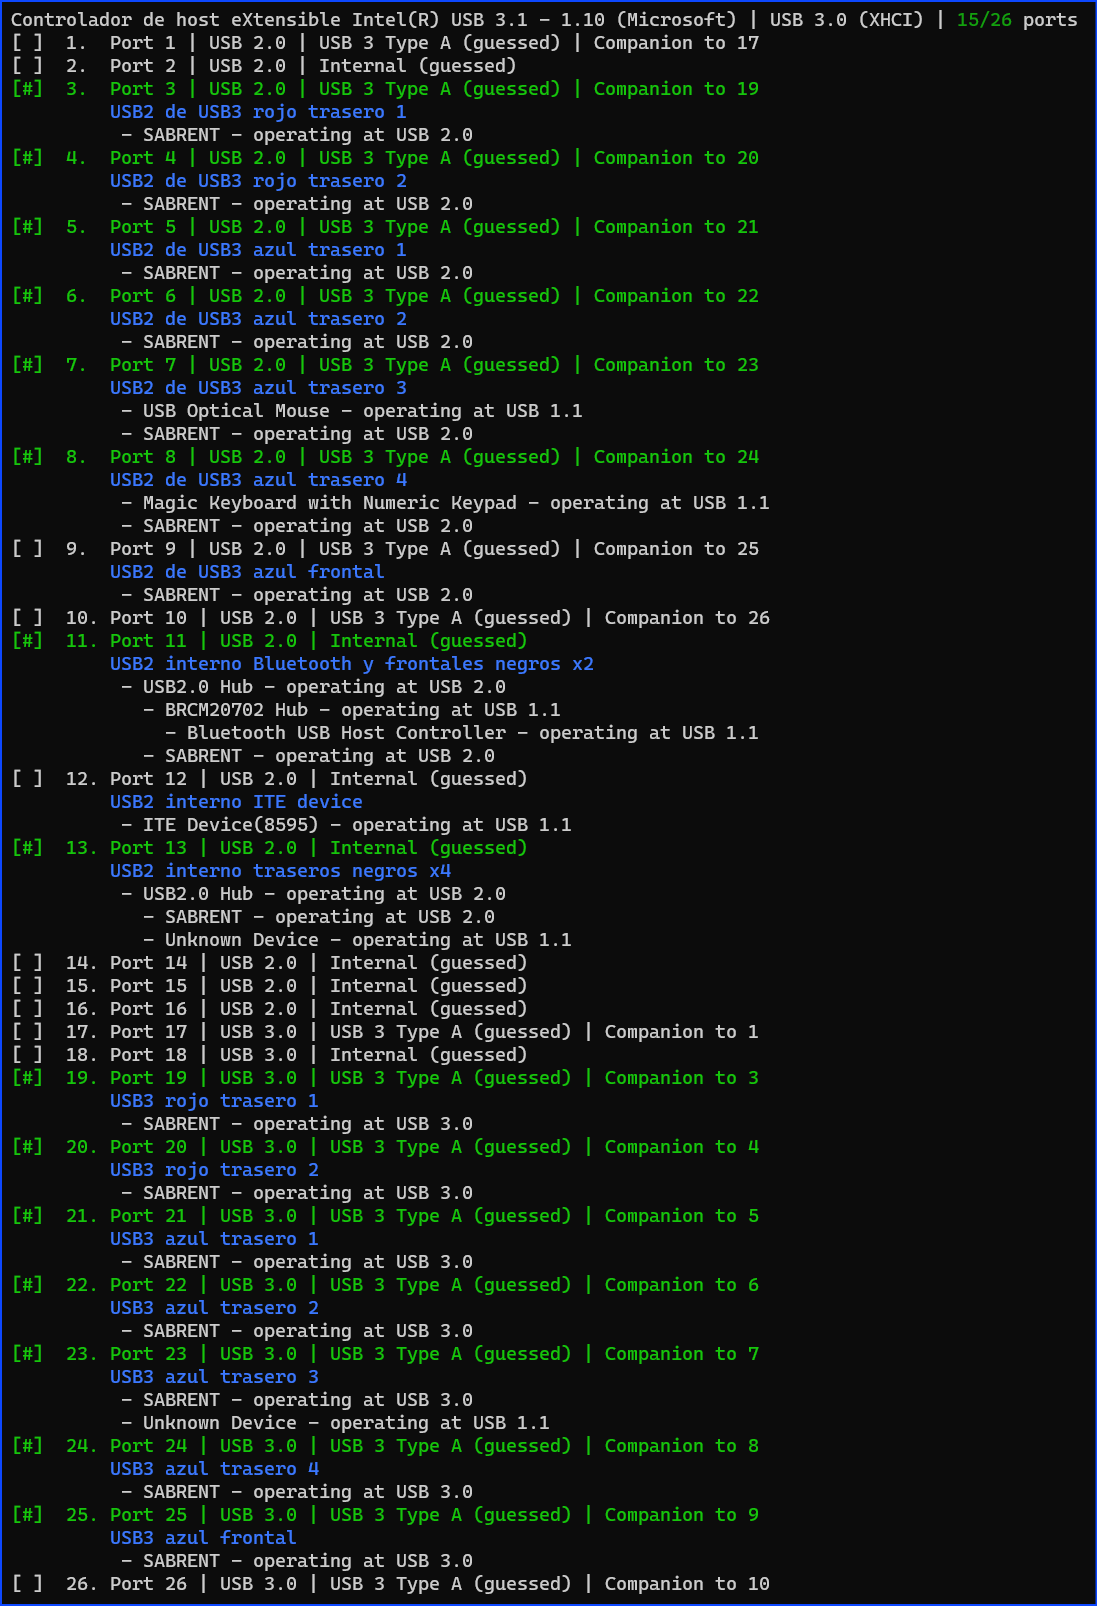 Controlador de host eXtensible Intel(R) USB 3.1 - 1.10 (Microsoft) | USB 3.0 (XHCI) | 15/26 ports
[ ]  1.  Port 1 | USB 2.0 | USB 3 Type A (guessed) | Companion to 17
[ ]  2.  Port 2 | USB 2.0 | Internal (guessed)
[#]  3.  Port 3 | USB 2.0 | USB 3 Type A (guessed) | Companion to 19
USB2 de USB3 rojo trasero 1
- SABRENT - operating at USB 2.0
[#]  4.  Port 4 | USB 2.0 | USB 3 Type A (guessed) | Companion to 20
USB2 de USB3 rojo trasero 2
- SABRENT - operating at USB 2.0
[#]  5.  Port 5 | USB 2.0 | USB 3 Type A (guessed) | Companion to 21
USB2 de USB3 azul trasero 1
- SABRENT - operating at USB 2.0
[#]  6.  Port 6 | USB 2.0 | USB 3 Type A (guessed) | Companion to 22
USB2 de USB3 azul trasero 2
- SABRENT - operating at USB 2.0
[#]  7.  Port 7 | USB 2.0 | USB 3 Type A (guessed) | Companion to 23
USB2 de USB3 azul trasero 3
- USB Optical Mouse - operating at USB 1.1
- SABRENT - operating at USB 2.0
[#]  8.  Port 8 | USB 2.0 | USB 3 Type A (guessed) | Companion to 24
USB2 de USB3 azul trasero 4
- Magic Keyboard with Numeric Keypad - operating at USB 1.1
- SABRENT - operating at USB 2.0
[ ]  9.  Port 9 | USB 2.0 | USB 3 Type A (guessed) | Companion to 25
USB2 de USB3 azul frontal
- SABRENT - operating at USB 2.0
[ ]  10. Port 10 | USB 2.0 | USB 3 Type A (guessed) | Companion to 26
[#]  11. Port 11 | USB 2.0 | Internal (guessed)
USB2 interno Bluetooth y frontales negros x2
- USB2.0 Hub - operating at USB 2.0
- BRCM20702 Hub - operating at USB 1.1
- Bluetooth USB Host Controller - operating at USB 1.1
- SABRENT - operating at USB 2.0
[ ]  12. Port 12 | USB 2.0 | Internal (guessed)
USB2 interno ITE device
- ITE Device(8595) - operating at USB 1.1
[#]  13. Port 13 | USB 2.0 | Internal (guessed)
USB2 interno traseros negros x4
- USB2.0 Hub - operating at USB 2.0
- SABRENT - operating at USB 2.0
- Unknown Device - operating at USB 1.1
[ ]  14. Port 14 | USB 2.0 | Internal (guessed)
[ ]  15. Port 15 | USB 2.0 | Internal (guessed)
[ ]  16. Port 16 | USB 2.0 | Internal (guessed)
[ ]  17. Port 17 | USB 3.0 | USB 3 Type A (guessed) | Companion to 1
[ ]  18. Port 18 | USB 3.0 | Internal (guessed)
[#]  19. Port 19 | USB 3.0 | USB 3 Type A (guessed) | Companion to 3
USB3 rojo trasero 1
- SABRENT - operating at USB 3.0
[#]  20. Port 20 | USB 3.0 | USB 3 Type A (guessed) | Companion to 4
USB3 rojo trasero 2
- SABRENT - operating at USB 3.0
[#]  21. Port 21 | USB 3.0 | USB 3 Type A (guessed) | Companion to 5
USB3 azul trasero 1
- SABRENT - operating at USB 3.0
[#]  22. Port 22 | USB 3.0 | USB 3 Type A (guessed) | Companion to 6
USB3 azul trasero 2
- SABRENT - operating at USB 3.0
[#]  23. Port 23 | USB 3.0 | USB 3 Type A (guessed) | Companion to 7
USB3 azul trasero 3
- SABRENT - operating at USB 3.0
- Unknown Device - operating at USB 1.1
[#]  24. Port 24 | USB 3.0 | USB 3 Type A (guessed) | Companion to 8
USB3 azul trasero 4
- SABRENT - operating at USB 3.0
[#]  25. Port 25 | USB 3.0 | USB 3 Type A (guessed) | Companion to 9
USB3 azul frontal
- SABRENT - operating at USB 3.0
[ ]  26. Port 26 | USB 3.0 | USB 3 Type A (guessed) | Companion to 10